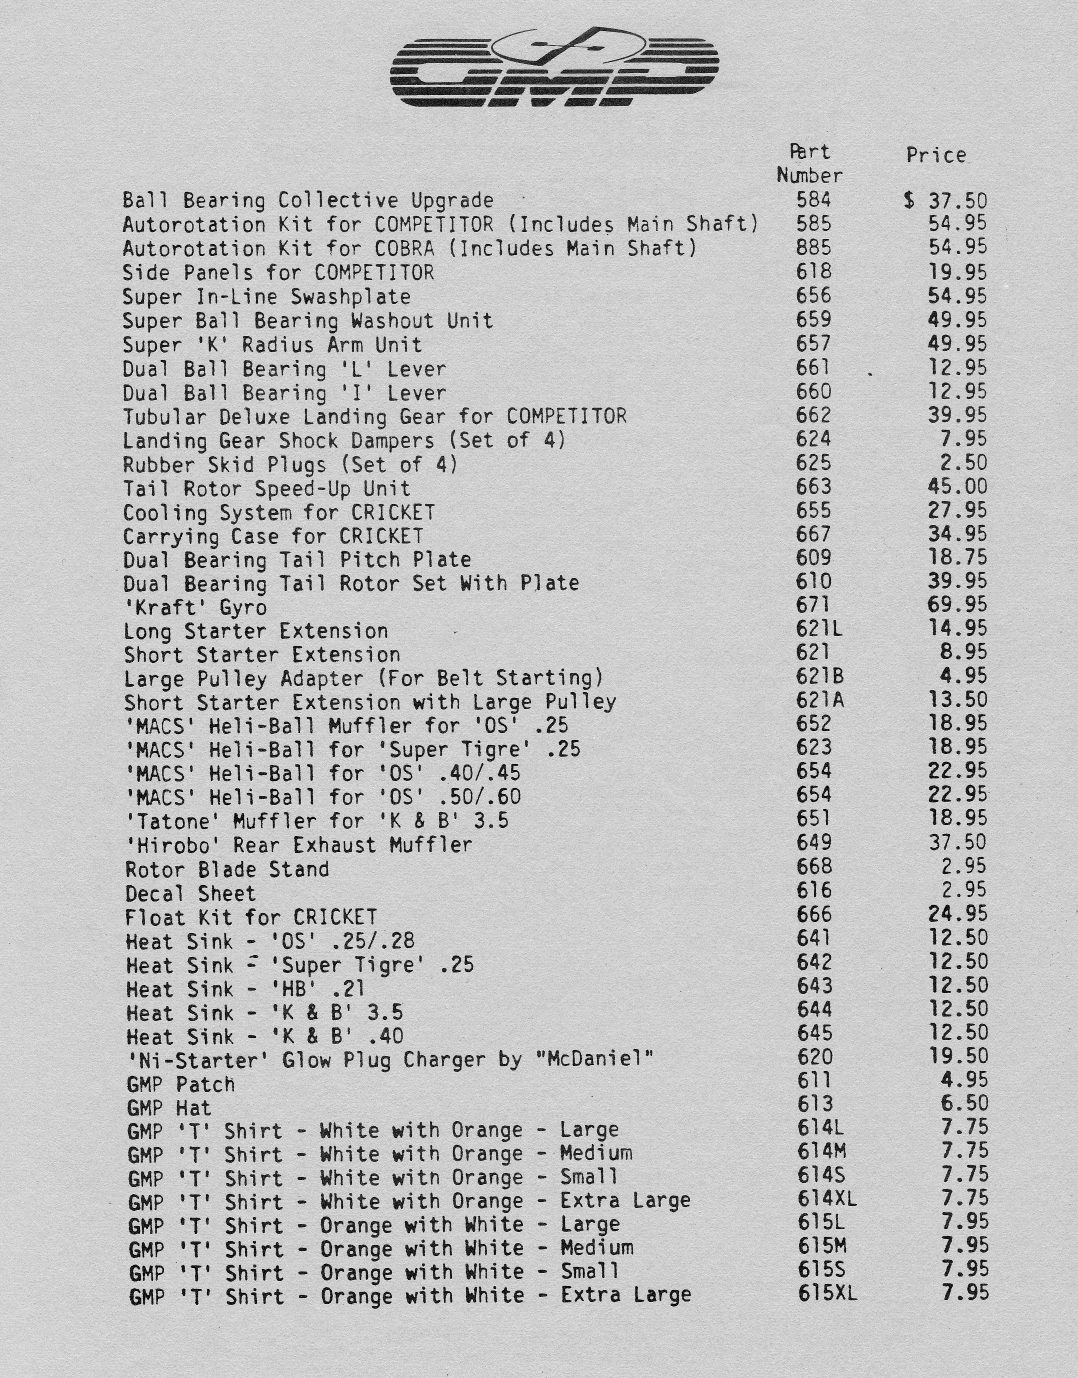 GMP
Part Price
Number
Ball Bearing Collective Upgrade 584 $ 37.50
Autorotation Kit for COMPETITOR (Includes Main Shaft) 585 54.95
Autorotation Kit for COBRA (Includes Main Shaft) 885 54.95
Side Panels for COMPETITOR 618 19.95
Super In-Line Swashplate 656 54.95
Super Ball Bearing Washout Unit 659 49.95
Super 'K' Radius Arm Unit 657 49.95
Dual Ball Bearing 'L' Lever 661 12.95
Dual Ball Bearing 'I' Lever 660 12.95
Tubular Deluxe Landing Gear for COMPETITOR 662 39.95
Landing Gear Shock Dampers (Set of 4) 624 7.95
Rubber Skid Plugs (Set of 4) 625 2.50
Tail Rotor Speed-Up Unit 663 45.00
Cooling System for CRICKET 655 27.95
Carrying Case for CRICKET 667 34.95
Dual Bearing Tail Pitch Plate 609 18.75
Dual Bearing Tail Rotor Set With Plate 610 39.95
'Kraft' Gyro 671 69.95
Long Starter Extension 621L 14.95
Short Starter Extension 621 8.95
Large Pulley Adapter (For Belt Starting) 621B 4.95
Short Starter Extension with Large Pulley 621A 13.50
'MACS' Heli-Ball Muffler for 'OS' .25 652 18.95
'MACS' Heli-Ball for 'Super Tigre' .25 623 18.95
'MACS' Heli-Ball for 'OS' .40/.45 654 22.95
'MACS' Heli-Ball for 'OS' .50/.60 654 22.95
'Tatone' Muffler for 'K & B' 3.5 651 18.95
'Hirobo' Rear Exhaust Muffler 649 37.50
Rotor Blade Stand 668 2.95
Decal Sheet 616 2.95
Float Kit for CRICKET 666 24.95
Heat Sink - 'OS' .25/.28 641 12.50
Heat Sink - 'Super Tigre' .25 642 12.50
Heat Sink - 'HB' .21 643 12.50
Heat Sink - 'K & B' 3.5 644 12.50
Heat Sink - 'K & B' .40 645 12.50
'Ni-Starter' Glow Plug Charger by "McDaniel" 620 19.50
GMP Patch 611 4.95
GMP Hat 613 6.50
GMP 'T' Shirt - White with Orange - Large 614L 7.75
GMP 'T' Shirt - White with Orange - Medium 614M 7.75
GMP 'T' Shirt - White with Orange - Small 614S 7.75
GMP 'T' Shirt - White with Orange - Extra Large 614XL 7.75
GMP 'T' Shirt - Orange with White - Large 615L 7.95
GMP 'T' Shirt - Orange with White - Medium 615M 7.95
GMP 'T' Shirt - Orange with White - Small 615S 7.95
GMP 'T' Shirt - Orange with White - Extra Large 615XL 7.95